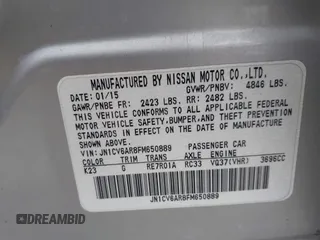 MANUFACTURED BY NISSAN MOTOR CO.,LTD.
DATE: 01/15 GVWR/PNBV: 4846 LBS.
GAWR/PNBE FR: 2423 LBS. RR: 2482 LBS.
THIS VEHICLE CONFORMS TO ALL APPLICABLE FEDERAL
MOTOR VEHICLE SAFETY,BUMPER,AND THEFT
PREVENTION STANDARDS IN EFFECT ON THE DATE OF
MANUFACTURE SHOWN ABOVE.
VIN: JN1CV6AR8FM650889 PASSENGER CAR
COLOR TRIM TRANS AXLE ENGINE
K23 G RE7R01A RC33 VQ37(VHR) 3696CC
JN1CV6AR8FM650889